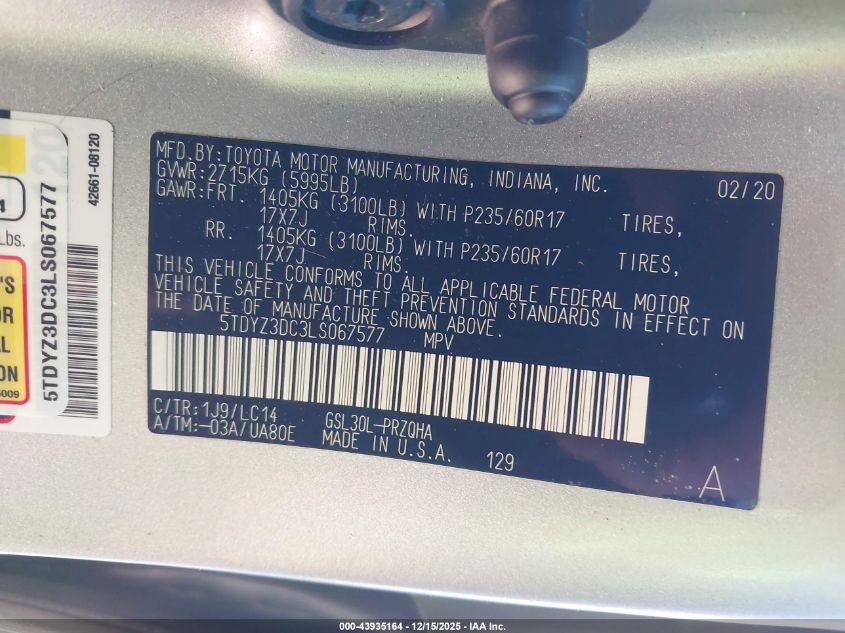 MFD.BY:TOYOTA MOTOR MANUFACTURING, INDIANA, INC. 02/20
GVWR:2715KG (5995LB)
GAWR:FRT. 1405KG (3100LB) WITH P235/60R17 TIRES,
17X7J RIMS.
RR. 1405KG (3100LB) WITH P235/60R17 TIRES,
17X7J RIMS.
THIS VEHICLE CONFORMS TO ALL APPLICABLE FEDERAL MOTOR
VEHICLE SAFETY AND THEFT PREVENTION STANDARDS IN EFFECT ON
THE DATE OF MANUFACTURE SHOWN ABOVE.
5TDYZ3DC3LS067577 MPV
C/TR:1J9/LC14 GSL30L-PRZQHA
A/TM:-03A/UA80E MADE IN U.S.A. 129
A
42661-08120
5TDYZ3DC3LS067577
Lbs.
'S
OR
AL
ON
000-43935164 - 12/15/2025 - IAA Inc.